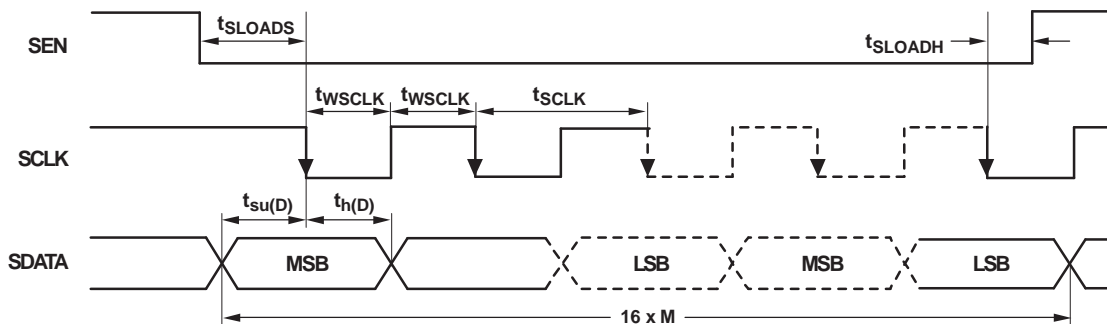 SEN
tSLOADS
tSLOADH
tWSCLK
tWSCLK
tSCLK
SCLK
tsu(D)
th(D)
SDATA
MSB
LSB
MSB
LSB
16 x M